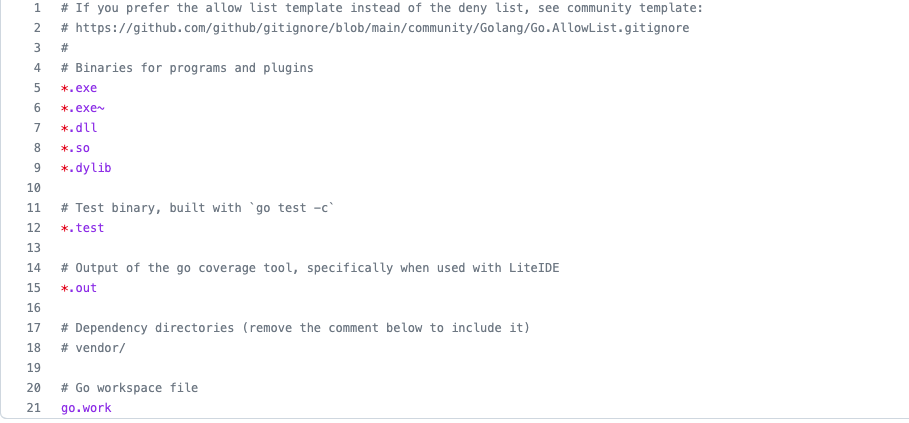 1 # If you prefer the allow list template instead of the deny list, see community template:
2 # https://github.com/github/gitignore/blob/main/community/Golang/Go.AllowList.gitignore
3 #
4 # Binaries for programs and plugins
5 *.exe
6 *.exe~
7 *.dll
8 *.so
9 *.dylib
10
11 # Test binary, built with `go test -c`
12 *.test
13
14 # Output of the go coverage tool, specifically when used with LiteIDE
15 *.out
16
17 # Dependency directories (remove the comment below to include it)
18 # vendor/
19
20 # Go workspace file
21 go.work